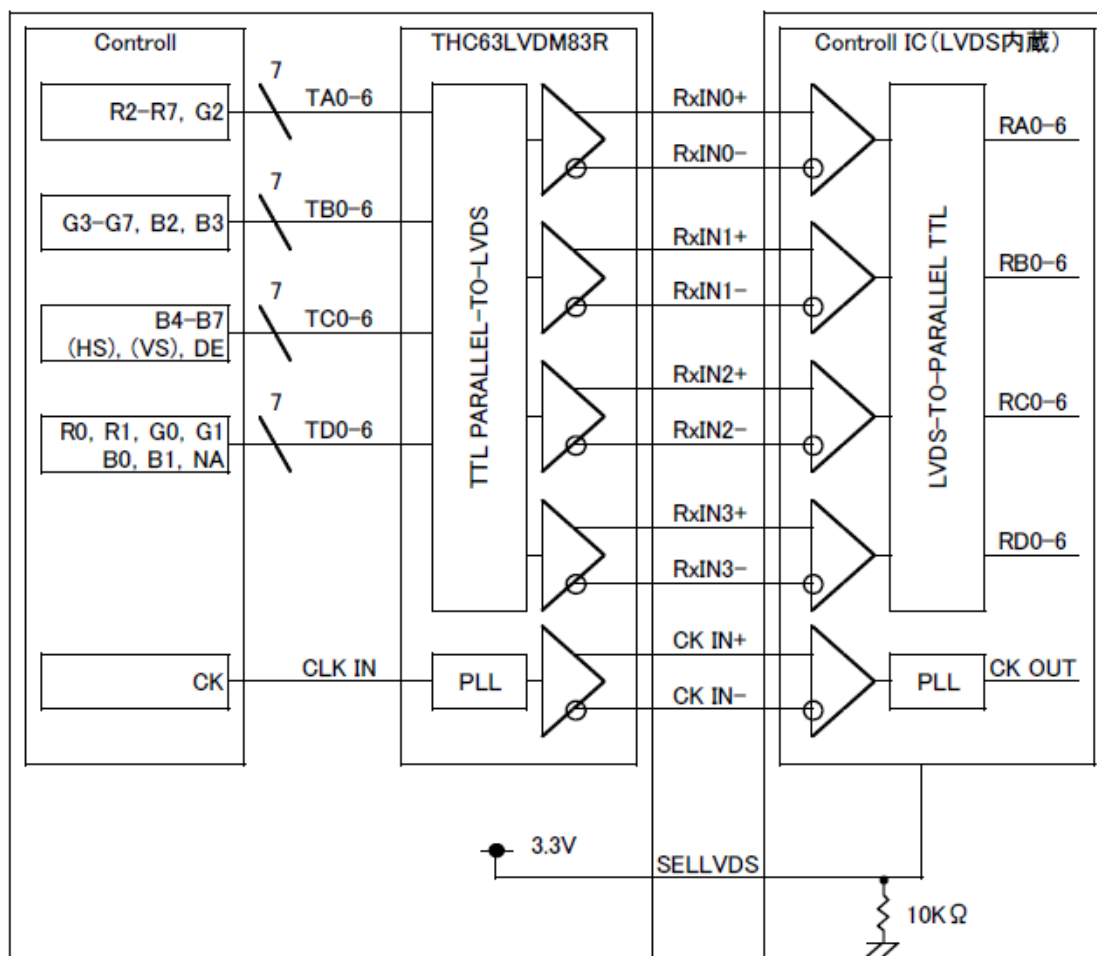 Controll
THC63LVDM83R
Controll IC(LVDS内蔵)
R2-R7, G2
7
TA0-6
RxIN0+
RxIN0-
RA0-6
G3-G7, B2, B3
7
TB0-6
RxIN1+
RxIN1-
RB0-6
B4-B7
(HS), (VS), DE
7
TC0-6
RxIN2+
RxIN2-
RC0-6
R0, R1, G0, G1
B0, B1, NA
7
TD0-6
RxIN3+
RxIN3-
RD0-6
TTL PARALLEL-TO-LVDS
LVDS-TO-PARALLEL TTL
CK
CLK IN
PLL
CK IN+
CK IN-
PLL
CK OUT
3.3V
SELLVDS
10KΩ